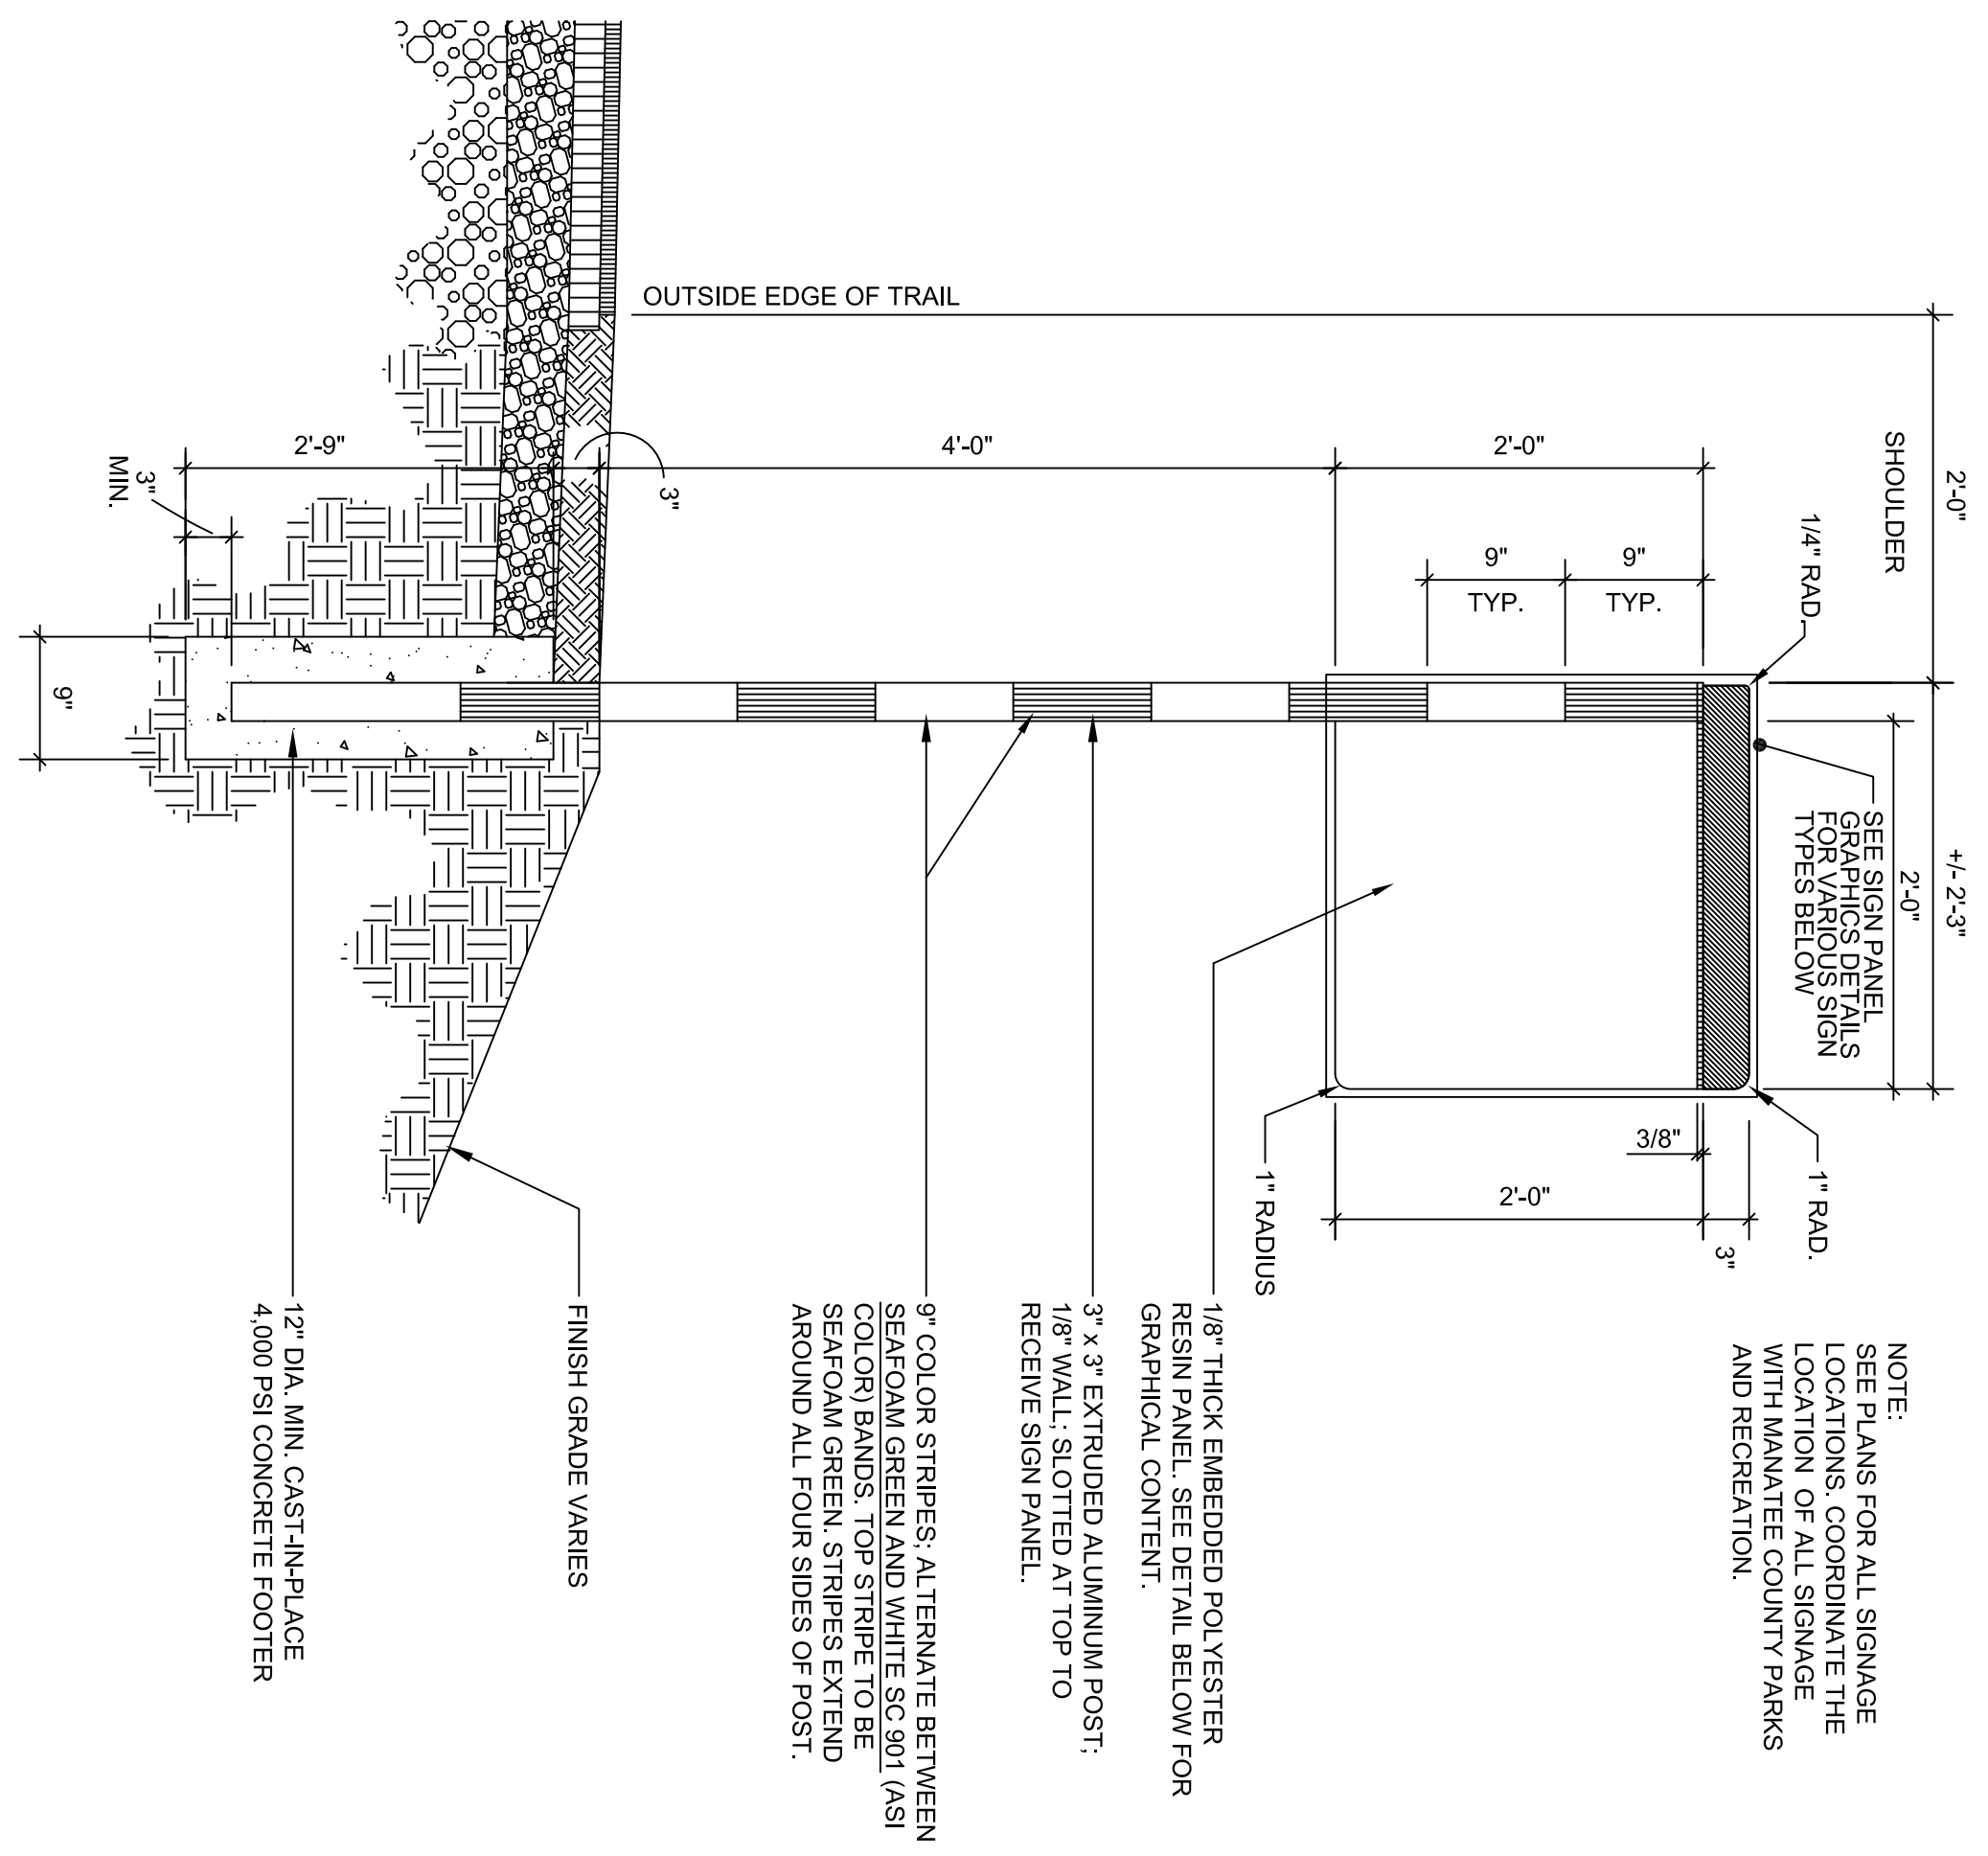 NOTE:
SEE PLANS FOR ALL SIGNAGE
LOCATIONS. COORDINATE THE
LOCATION OF ALL SIGNAGE
WITH MANATEE COUNTY PARKS
AND RECREATION.
2'-0"
SHOULDER
+/- 2'-3"
2'-0"
1/4" RAD.
SEE SIGN PANEL
GRAPHICS DETAILS
FOR VARIOUS SIGN
TYPES BELOW
1" RAD.
3"
3/8"
2'-0"
2'-0"
9"
TYP.
9"
TYP.
1" RADIUS
1/8" THICK EMBEDDED POLYESTER
RESIN PANEL. SEE DETAIL BELOW FOR
GRAPHICAL CONTENT.
3" x 3" EXTRUDED ALUMINUM POST;
1/8" WALL; SLOTTED AT TOP TO
RECEIVE SIGN PANEL.
4'-0"
9" COLOR STRIPES; ALTERNATE BETWEEN
SEAFOAM GREEN AND WHITE SC 901 (ASI
COLOR) BANDS. TOP STRIPE TO BE
SEAFOAM GREEN. STRIPES EXTEND
AROUND ALL FOUR SIDES OF POST.
OUTSIDE EDGE OF TRAIL
3"
FINISH GRADE VARIES
2'-9"
12" DIA. MIN. CAST-IN-PLACE
4,000 PSI CONCRETE FOOTER
3"
MIN.
9"